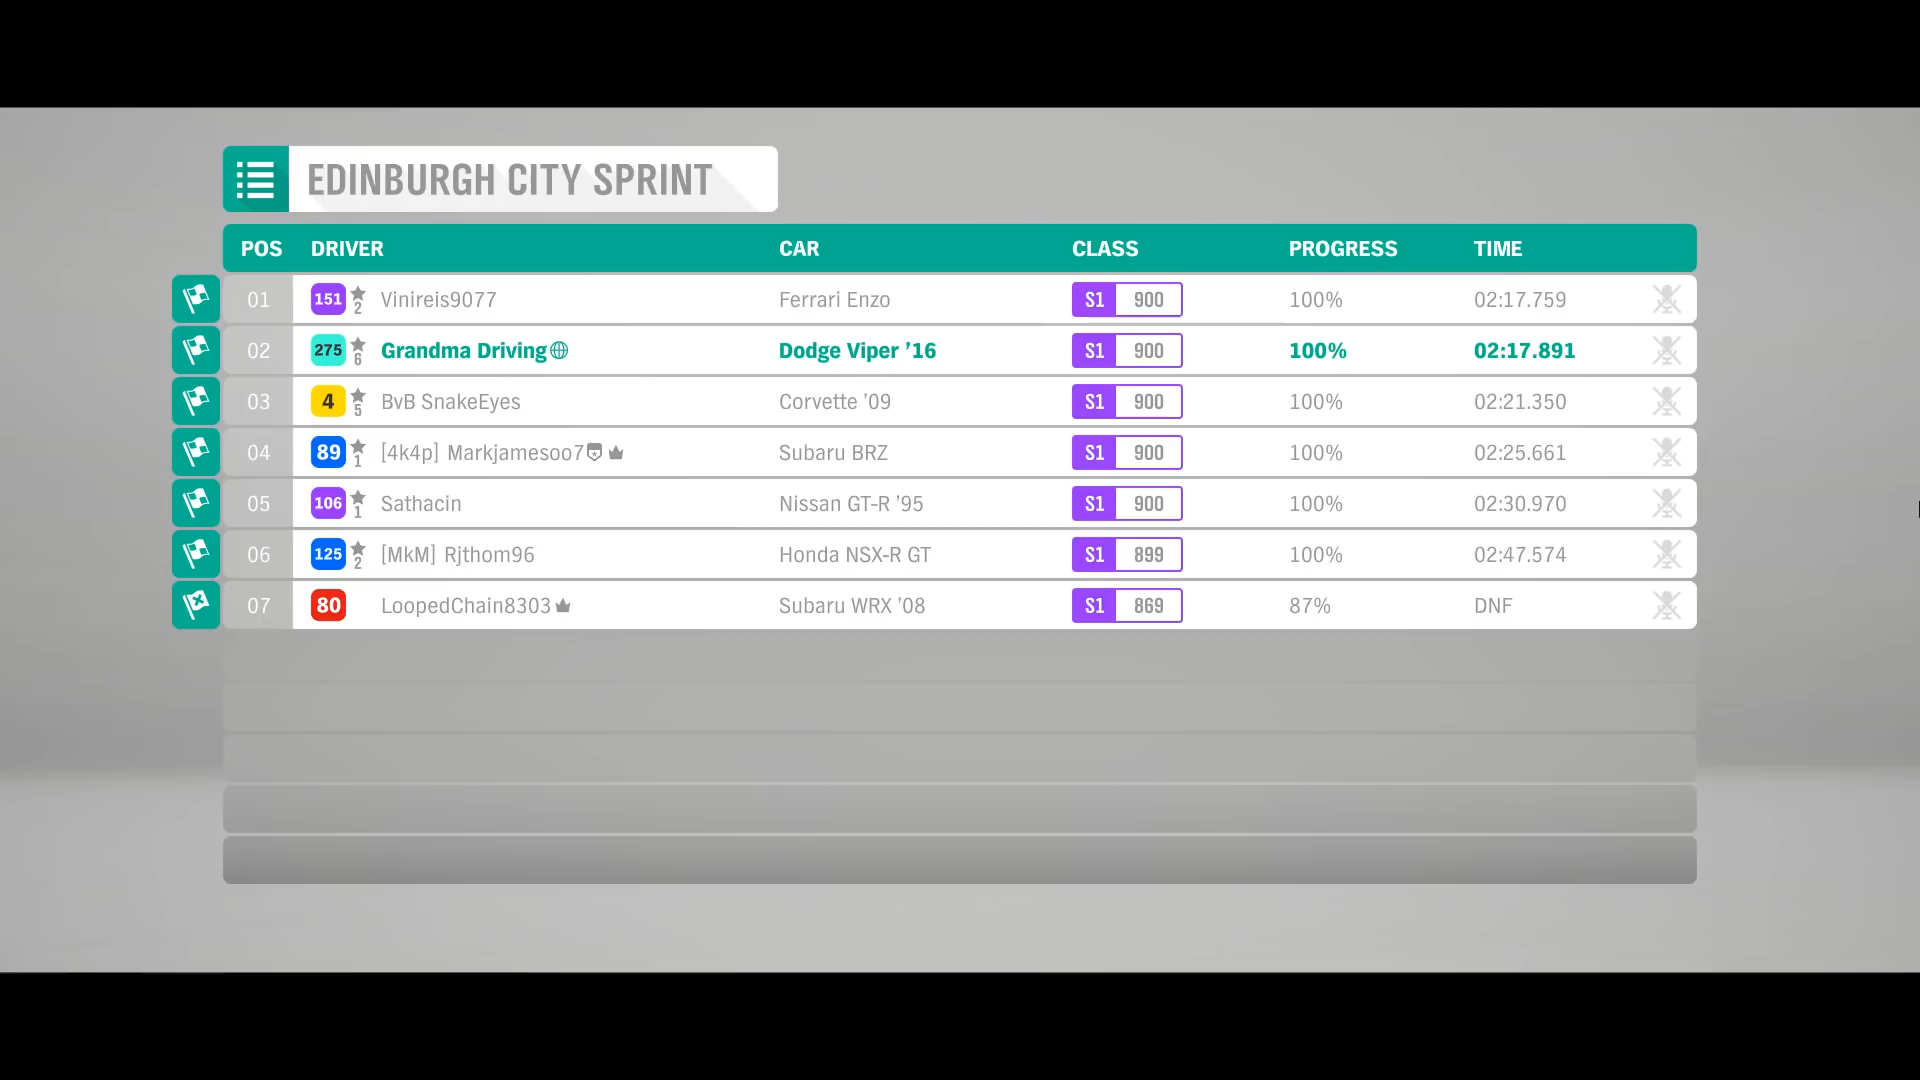 EDINBURGH CITY SPRINT
POS DRIVER CAR CLASS PROGRESS TIME
01 151 2 Vinireis9077 Ferrari Enzo S1 900 100% 02:17.759
02 275 6 Grandma Driving Dodge Viper ’16 S1 900 100% 02:17.891
03 4 5 BvB SnakeEyes Corvette ’09 S1 900 100% 02:21.350
04 89 1 [4k4p] Markjamesoo7 Subaru BRZ S1 900 100% 02:25.661
05 106 1 Sathacin Nissan GT-R ’95 S1 900 100% 02:30.970
06 125 2 [MkM] Rjthom96 Honda NSX-R GT S1 899 100% 02:47.574
07 80 LoopedChain8303 Subaru WRX ’08 S1 869 87% DNF